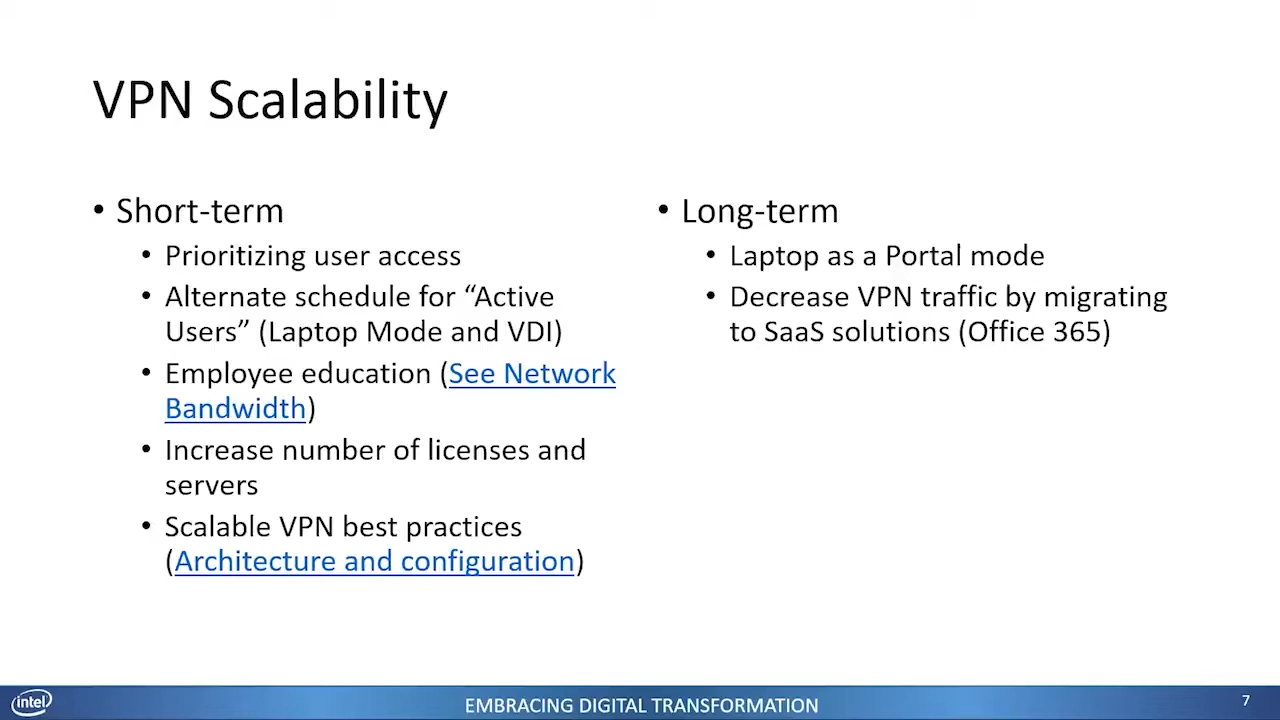 VPN Scalability
• Short-term
• Prioritizing user access
• Alternate schedule for “Active
Users” (Laptop Mode and VDI)
• Employee education (See Network
Bandwidth)
• Increase number of licenses and
servers
• Scalable VPN best practices
(Architecture and configuration)
• Long-term
• Laptop as a Portal mode
• Decrease VPN traffic by migrating
to SaaS solutions (Office 365)
intel
EMBRACING DIGITAL TRANSFORMATION
7